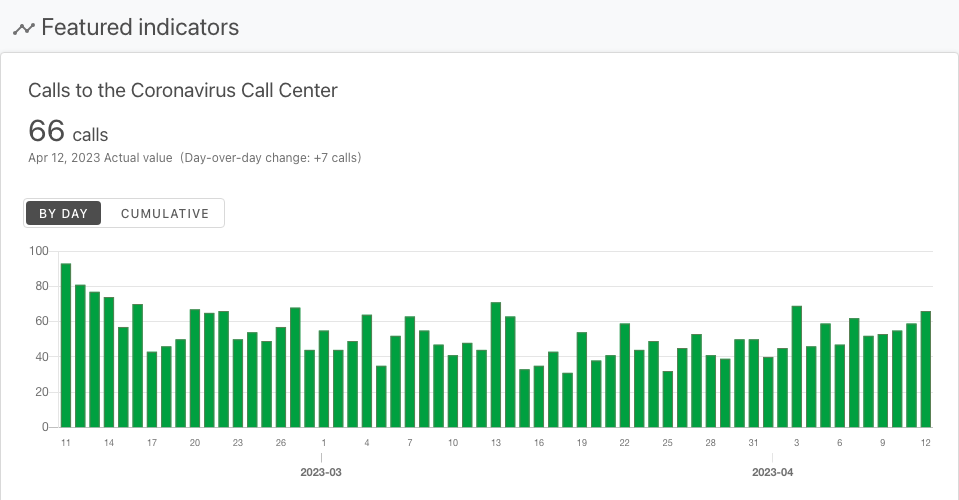 Featured indicators
Calls to the Coronavirus Call Center
66 calls
Apr 12, 2023 Actual value (Day-over-day change: +7 calls)
BY DAY CUMULATIVE
100
80
60
40
20
0
11 14 17 20 23 26 1 4 7 10 13 16 19 22 25 28 31 3 6 9 12
2023-03 2023-04